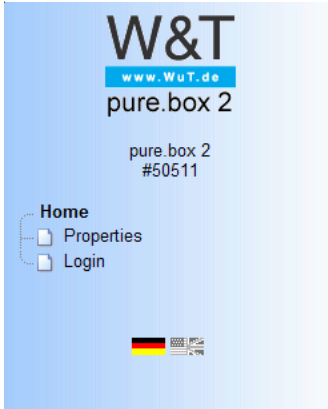 W&T
www.WuT.de
pure.box 2
pure.box 2
#50511
Home
Properties
Login